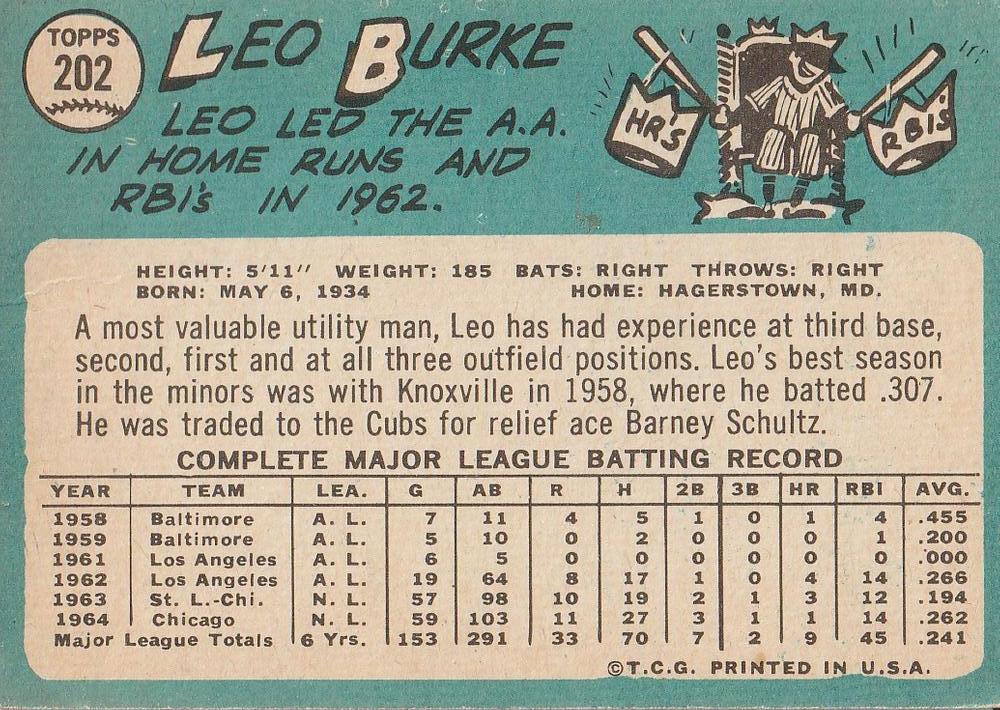 TOPPS
202
LEO BURKE
LEO LED THE A.A.
IN HOME RUNS AND
RBI's IN 1962.
HR'S
RBI'S
HEIGHT: 5'11" WEIGHT: 185 BATS: RIGHT THROWS: RIGHT
BORN: MAY 6, 1934 HOME: HAGERSTOWN, MD.
A most valuable utility man, Leo has had experience at third base,
second, first and at all three outfield positions. Leo's best season
in the minors was with Knoxville in 1958, where he batted .307.
He was traded to the Cubs for relief ace Barney Schultz.
COMPLETE MAJOR LEAGUE BATTING RECORD
YEAR TEAM LEA. G AB R H 2B 3B HR RBI AVG.
1958 Baltimore A. L. 7 11 4 5 1 0 1 4 .455
1959 Baltimore A. L. 5 10 0 2 0 0 0 1 .200
1961 Los Angeles A. L. 6 5 0 0 0 0 0 0 .000
1962 Los Angeles A. L. 19 64 8 17 1 0 4 14 .266
1963 St. L.-Chi. N. L. 57 98 10 19 2 1 3 12 .194
1964 Chicago N. L. 59 103 11 27 3 1 1 14 .262
Major League Totals 6 Yrs. 153 291 33 70 7 2 9 45 .241
©T.C.G. PRINTED IN U.S.A.